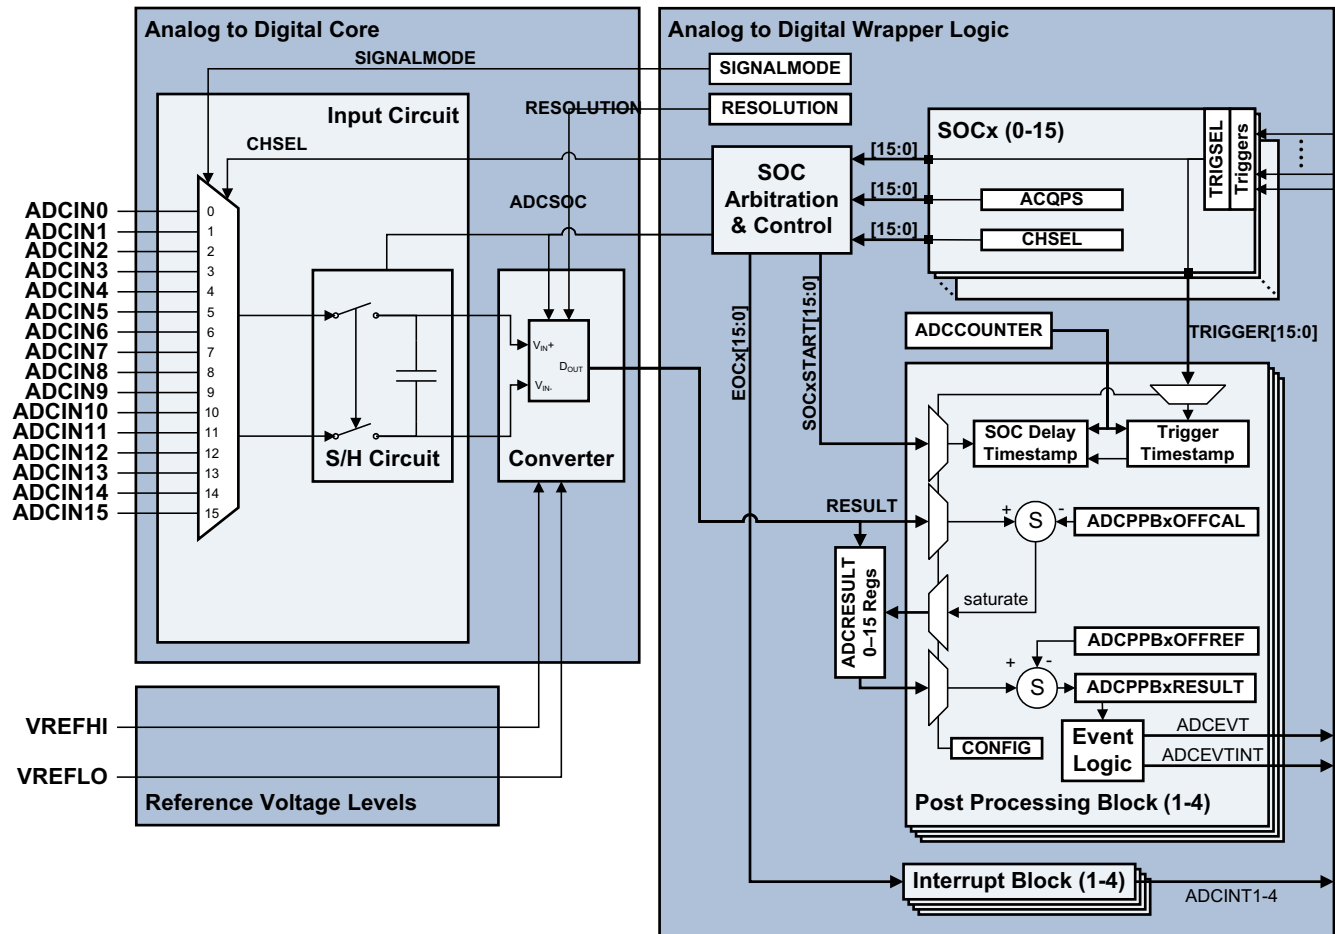 Analog to Digital Core
SIGNALMODE
RESOLUTION
Input Circuit
CHSEL
ADCSOC
ADCIN0
ADCIN1
ADCIN2
ADCIN3
ADCIN4
ADCIN5
ADCIN6
ADCIN7
ADCIN8
ADCIN9
ADCIN10
ADCIN11
ADCIN12
ADCIN13
ADCIN14
ADCIN15
0
1
2
3
4
5
6
7
8
9
10
11
12
13
14
15
S/H Circuit
VIN+
DOUT
VIN-
Converter
VREFHI
VREFLO
Reference Voltage Levels
Analog to Digital Wrapper Logic
SIGNALMODE
RESOLUTION
SOC
Arbitration
& Control
[15:0]
[15:0]
[15:0]
SOCx (0-15)
TRIGSEL
Triggers
ACQPS
CHSEL
EOCx[15:0]
SOCxSTART[15:0]
ADCCOUNTER
TRIGGER[15:0]
SOC Delay
Timestamp
Trigger
Timestamp
RESULT
+
S
-
ADCPPBxOFFCAL
ADCRESULT
0–15 Regs
saturate
ADCPPBxOFFREF
+
-
S
ADCPPBxRESULT
CONFIG
Event
Logic
ADCEVT
ADCEVTINT
Post Processing Block (1-4)
Interrupt Block (1-4)
ADCINT1-4